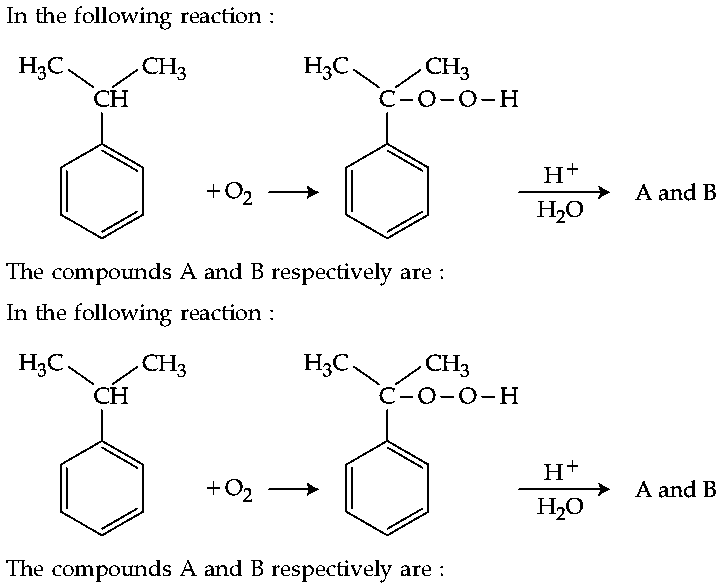 In the following reaction :
H₃C CH₃ H₃C CH₃
CH C–O–O–H
+O₂ H⁺ A and B
H₂O
The compounds A and B respectively are :
In the following reaction :
H₃C CH₃ H₃C CH₃
CH C–O–O–H
+O₂ H⁺ A and B
H₂O
The compounds A and B respectively are :